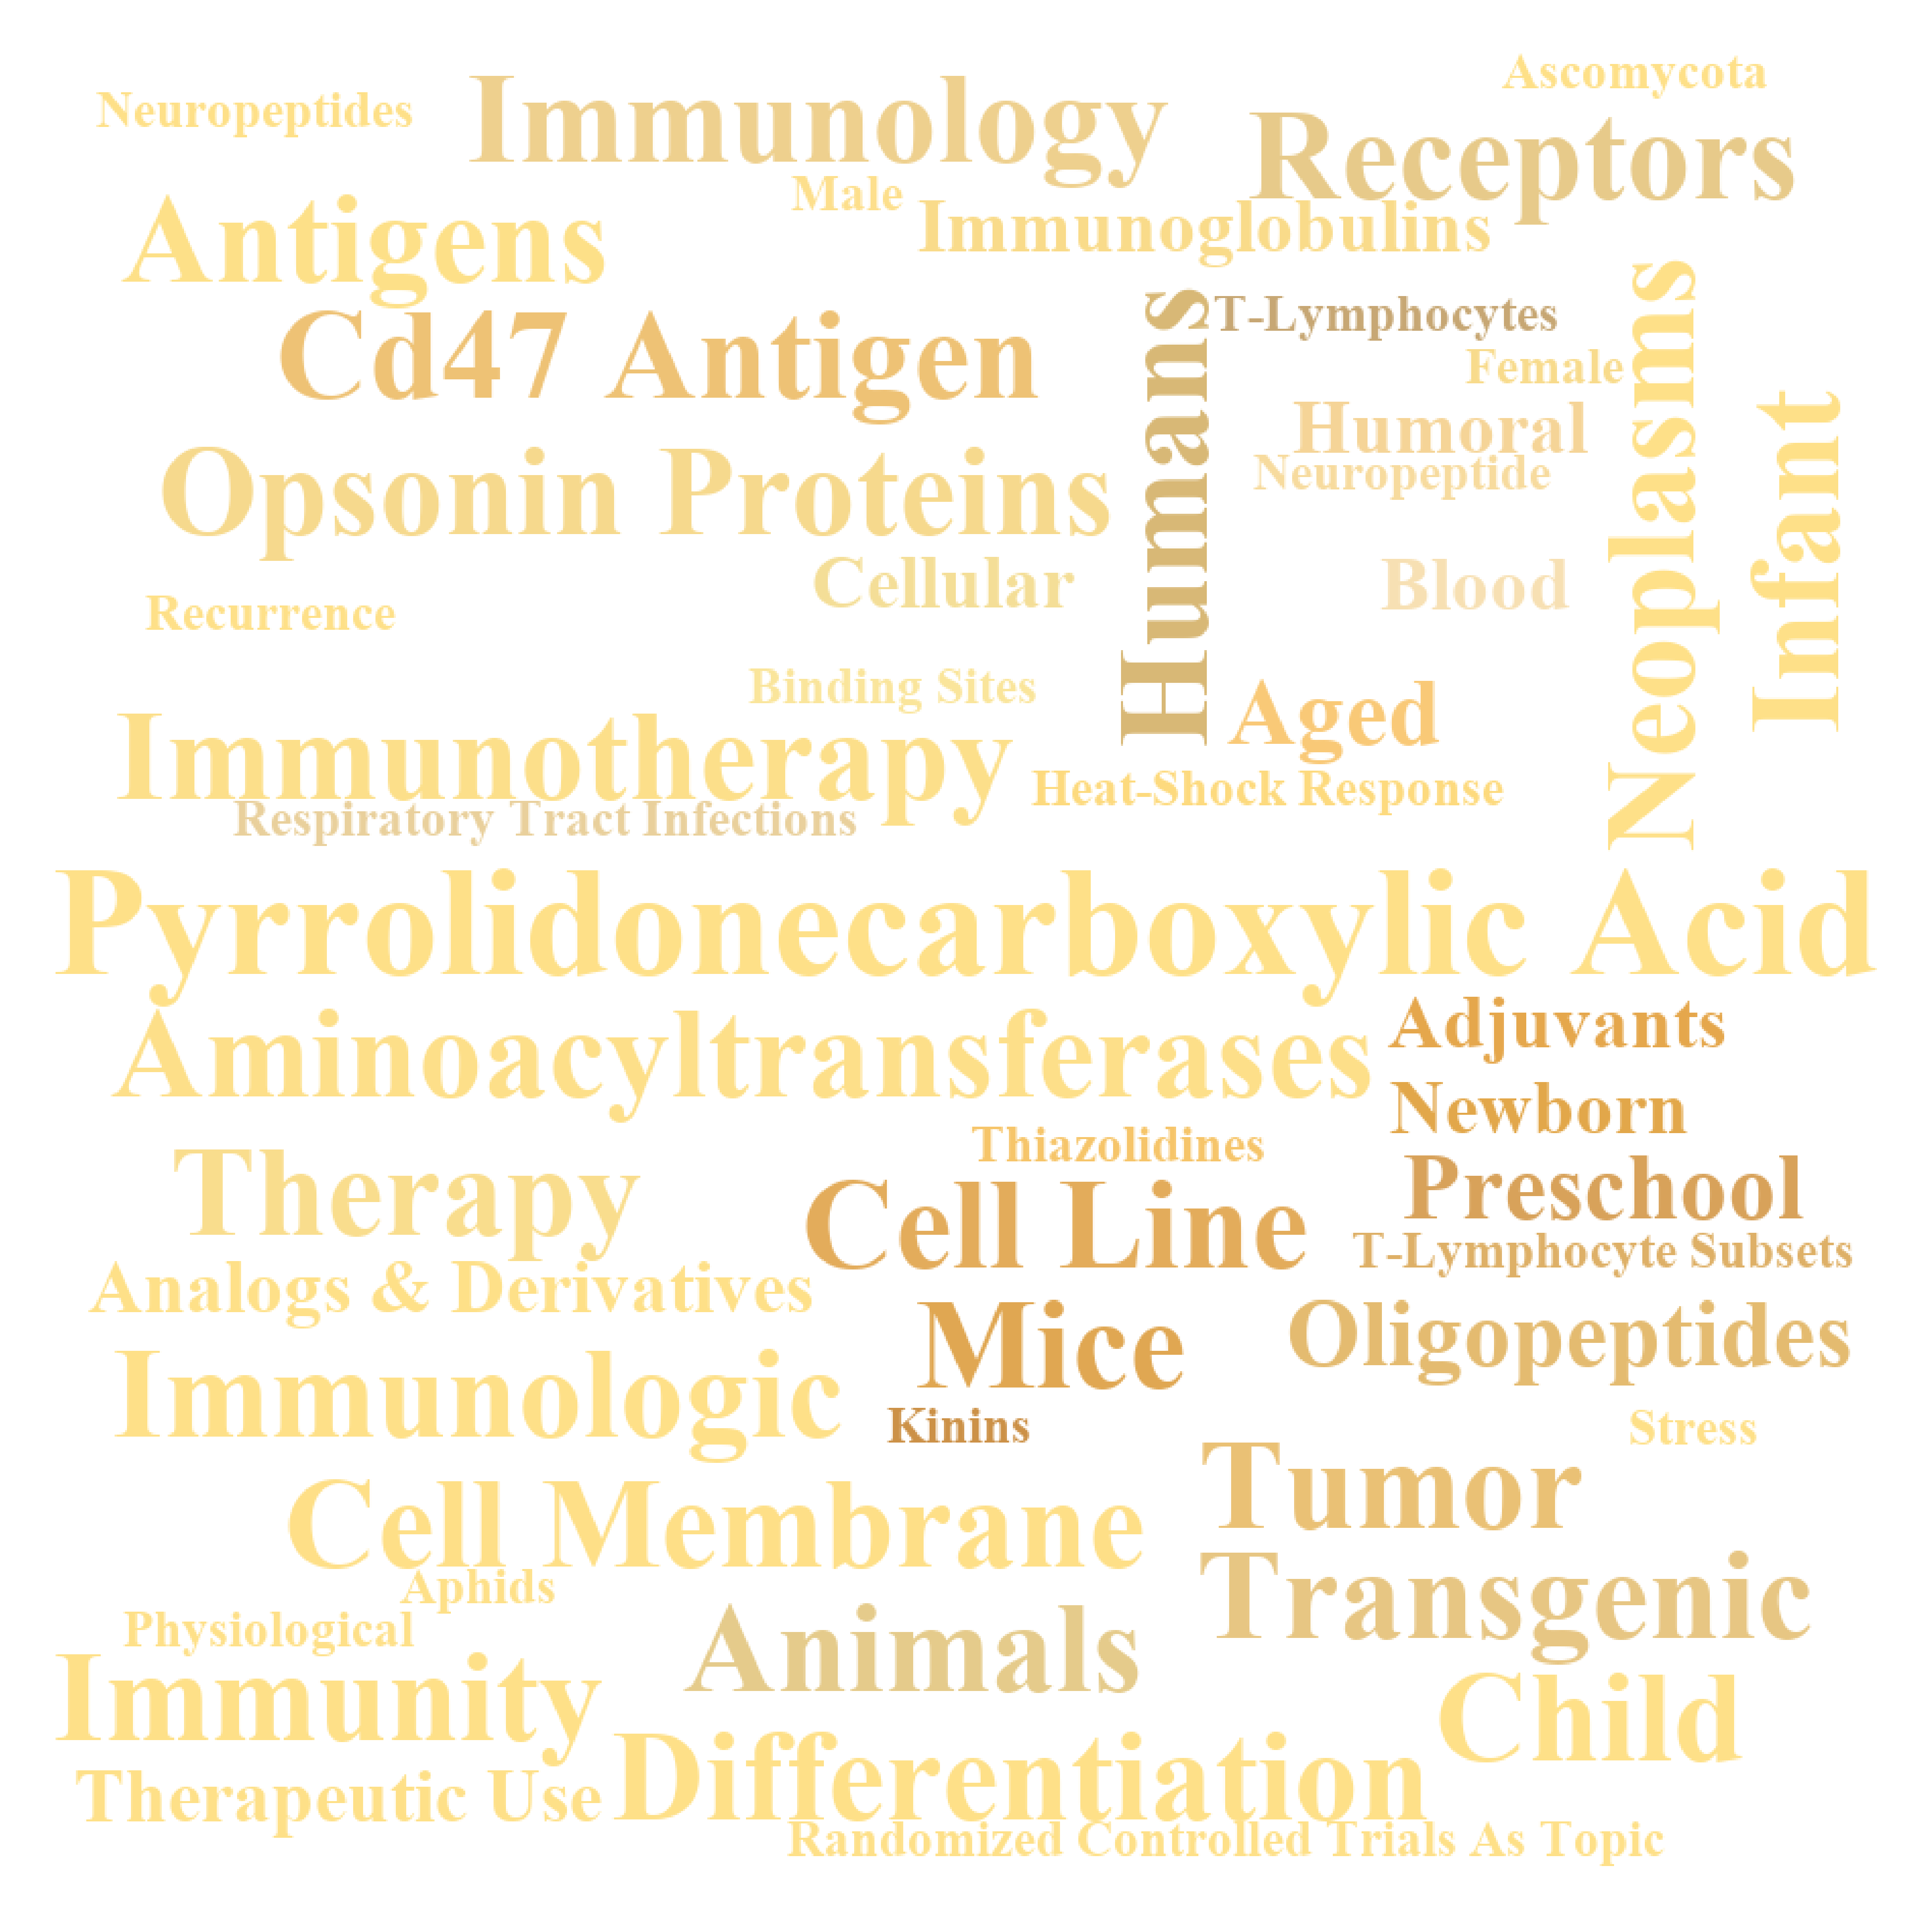 Ascomycota
Neuropeptides
Immunology
Receptors
Male
Antigens
Immunoglobulins
Cd47 Antigen
Humans
T-Lymphocytes
Female
Neoplasms
Infant
Humoral
Neuropeptide
Opsonin Proteins
Cellular
Blood
Recurrence
Binding Sites
Aged
Immunotherapy
Heat-Shock Response
Respiratory Tract Infections
Pyrrolidonecarboxylic Acid
Adjuvants
Aminoacyltransferases
Newborn
Thiazolidines
Therapy
Preschool
Cell Line
T-Lymphocyte Subsets
Analogs & Derivatives
Mice
Oligopeptides
Immunologic
Kinins
Stress
Tumor
Cell Membrane
Aphids
Transgenic
Physiological
Animals
Immunity
Child
Differentiation
Therapeutic Use
Randomized Controlled Trials As Topic